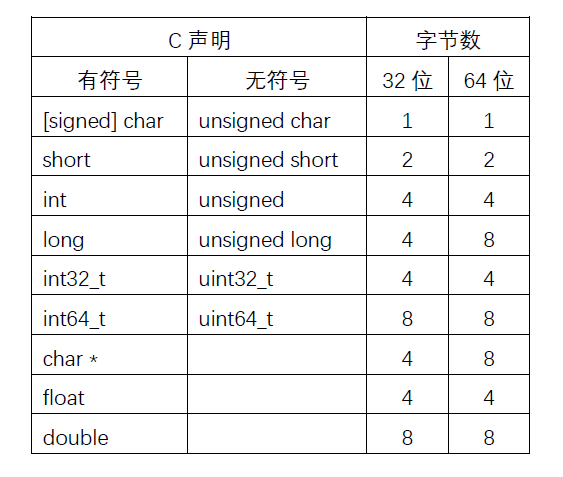 C 声明 字节数
有符号 无符号 32 位 64 位
[signed] char unsigned char 1 1
short unsigned short 2 2
int unsigned 4 4
long unsigned long 4 8
int32_t uint32_t 4 4
int64_t uint64_t 8 8
char * 4 8
float 4 4
double 8 8